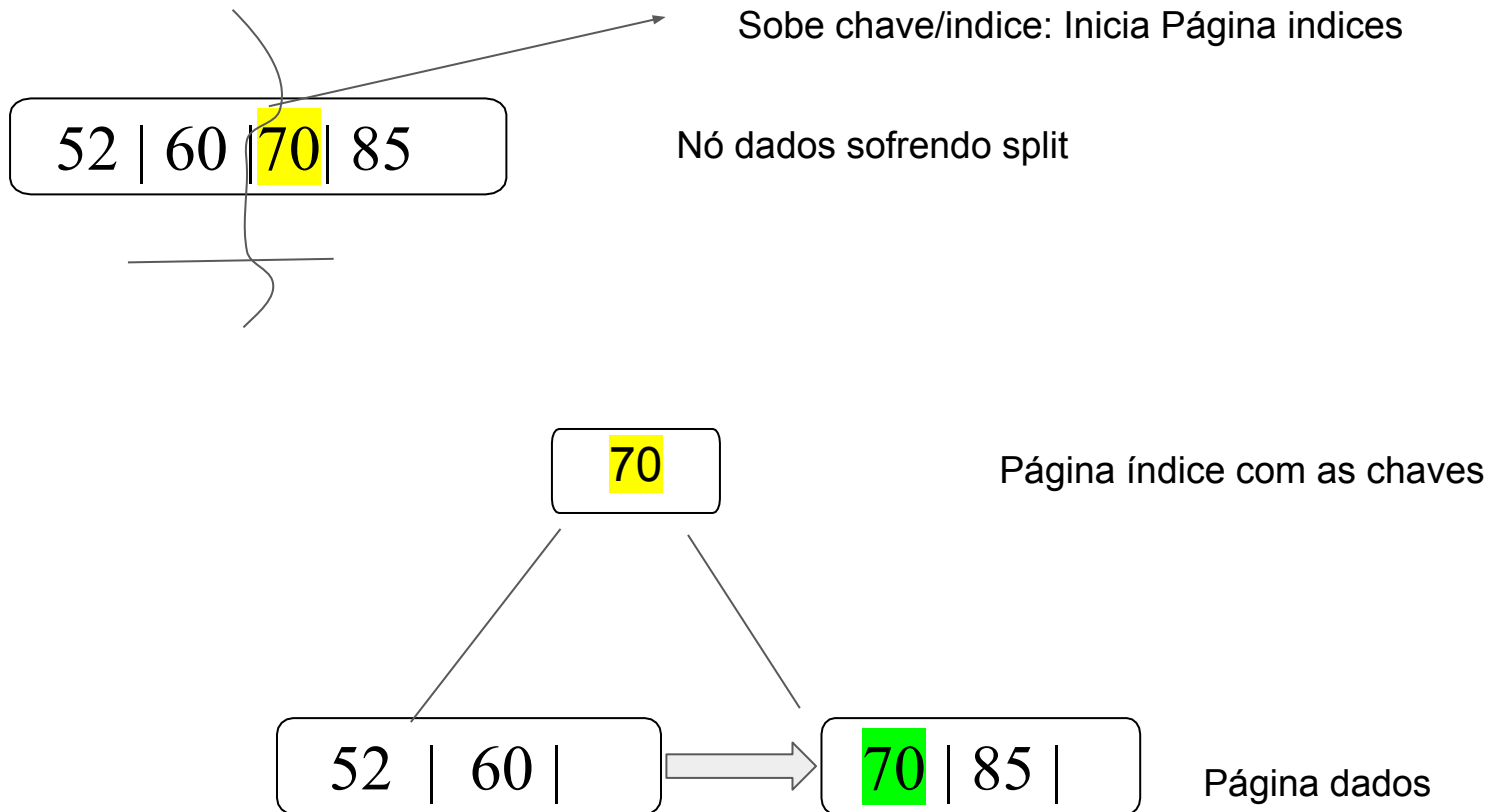 Sobe chave/indice: Inicia Página indices
52 | 60 |70| 85
Nó dados sofrendo split
70
Página índice com as chaves
52 | 60 |
70 | 85 |
Página dados